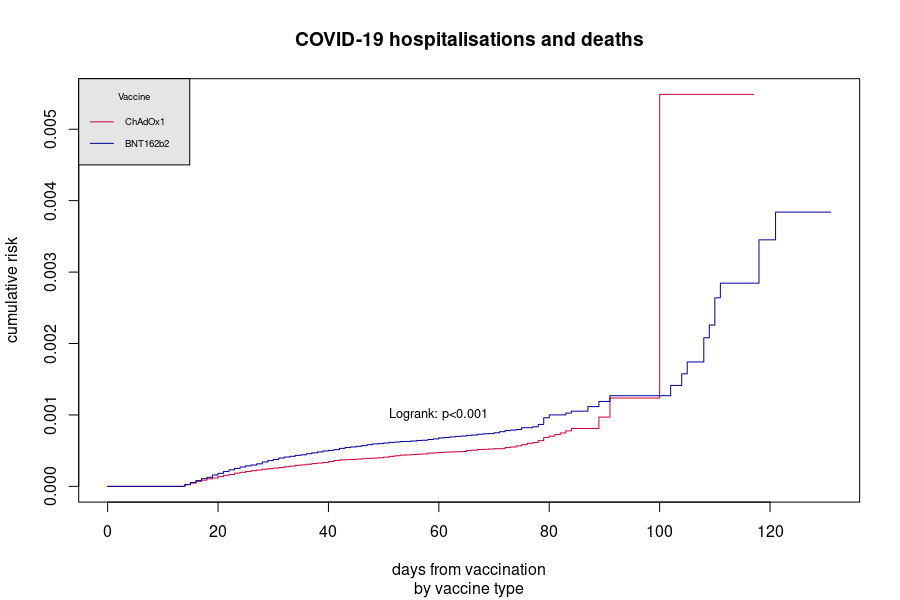 COVID-19 hospitalisations and deaths
Vaccine
ChAdOx1
BNT162b2
0.005
0.004
0.003
0.002
0.001
0.000
cumulative risk
Logrank: p<0.001
0 20 40 60 80 100 120
days from vaccination
by vaccine type